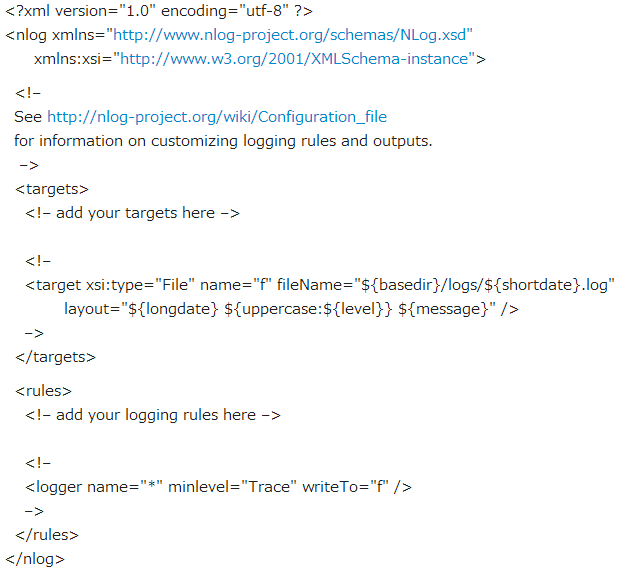 <?xml version="1.0" encoding="utf-8" ?>
<nlog xmlns="http://www.nlog-project.org/schemas/NLog.xsd"
xmlns:xsi="http://www.w3.org/2001/XMLSchema-instance">
<!–
See http://nlog-project.org/wiki/Configuration_file
for information on customizing logging rules and outputs.
–>
<targets>
<!– add your targets here –>
<!–
<target xsi:type="File" name="f" fileName="${basedir}/logs/${shortdate}.log"
layout="${longdate} ${uppercase:${level}} ${message}" />
–>
</targets>
<rules>
<!– add your logging rules here –>
<!–
<logger name="*" minlevel="Trace" writeTo="f" />
–>
</rules>
</nlog>